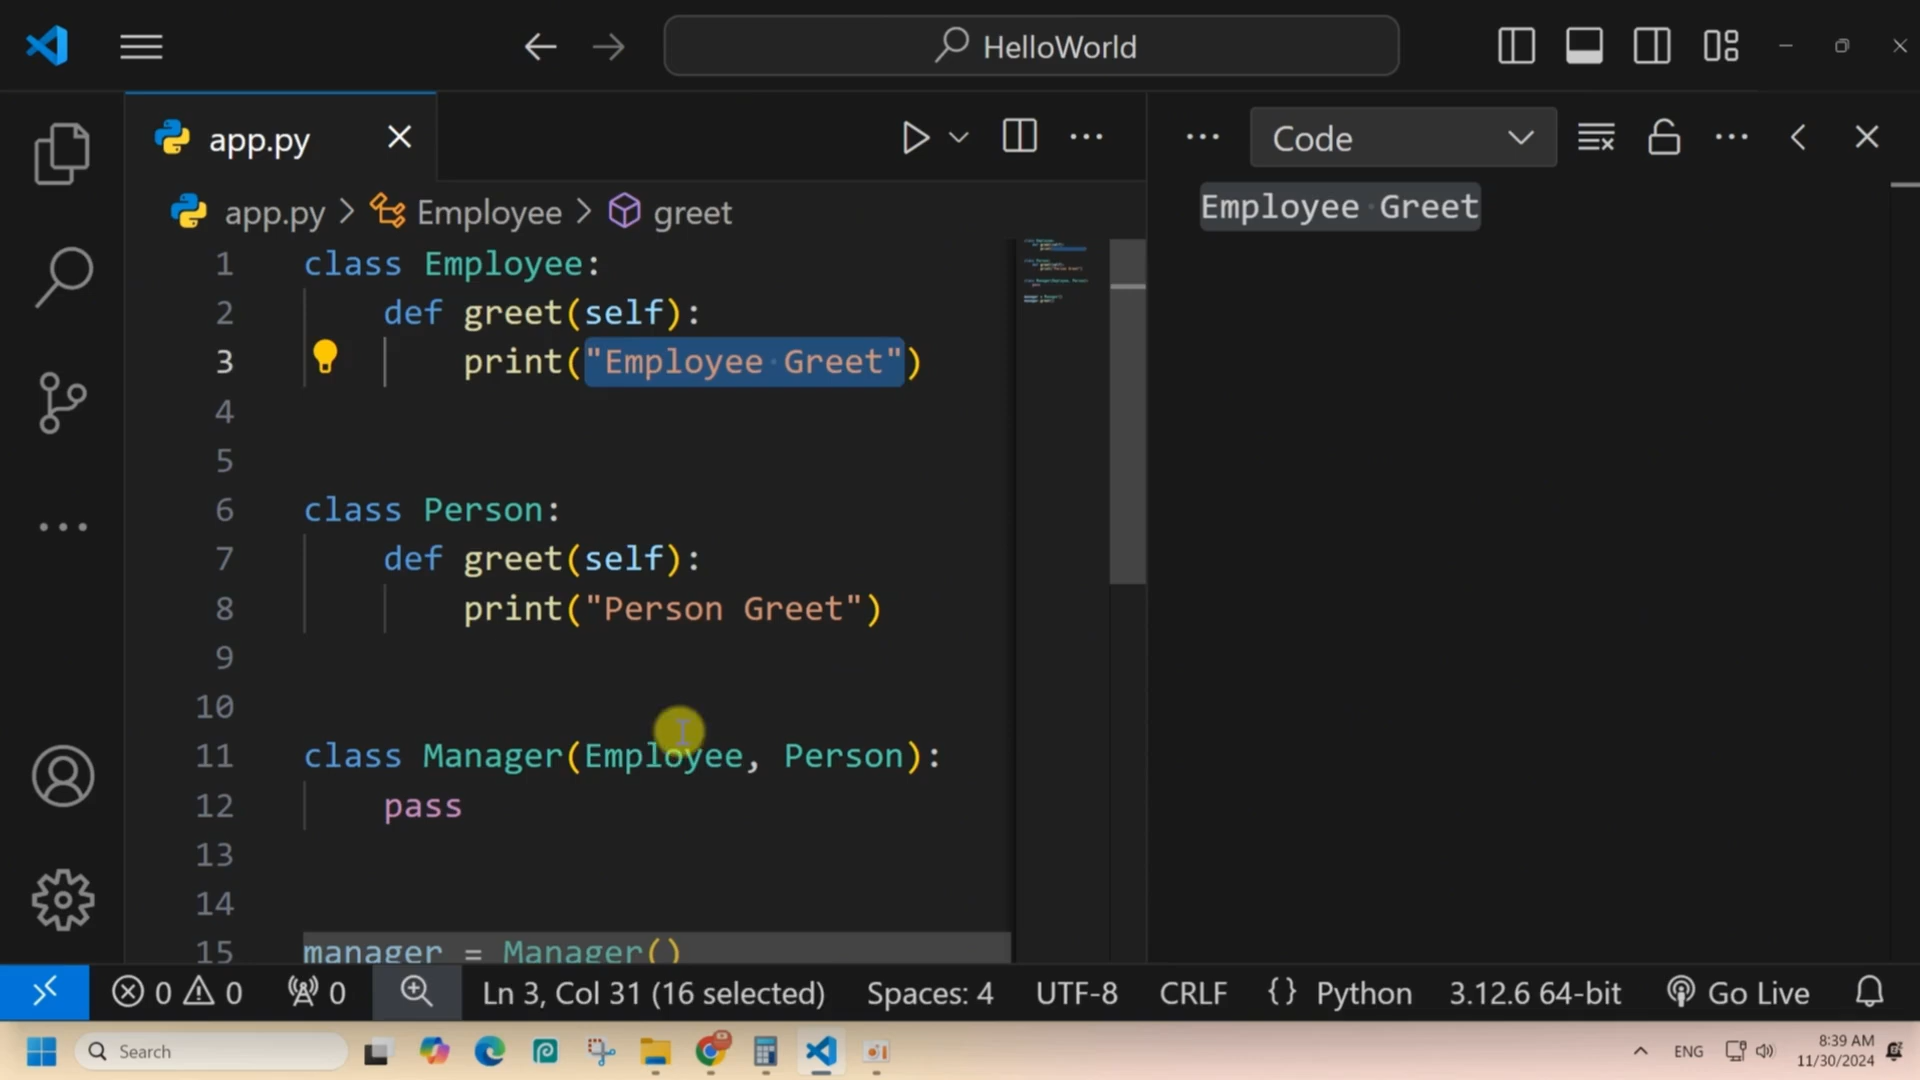 HelloWorld
app.py
Code
app.py > Employee > greet
Employee Greet
1 class Employee:
2 def greet(self):
3 print("Employee Greet")
4
5
6 class Person:
7 def greet(self):
8 print("Person Greet")
9
10
11 class Manager(Employee, Person):
12 pass
13
14
15 manager = Manager()
0 0 0 Ln 3, Col 31 (16 selected) Spaces: 4 UTF-8 CRLF {} Python 3.12.6 64-bit Go Live
Search ENG 8:39 AM
11/30/2024